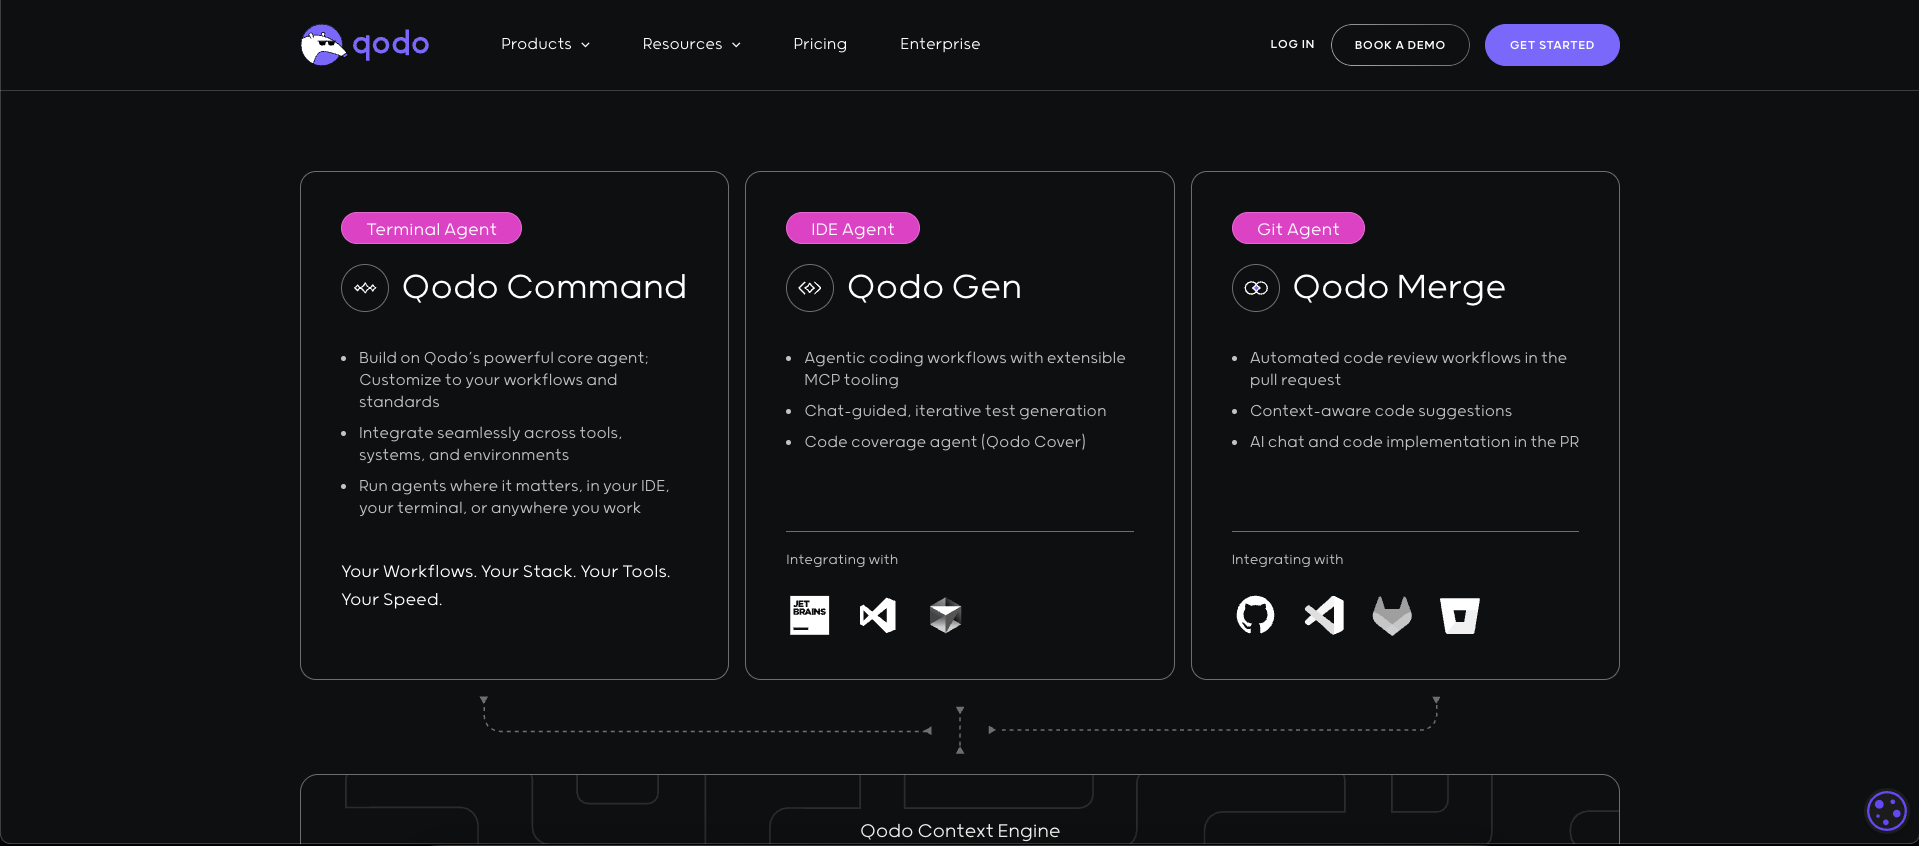 qodo
Products
Resources
Pricing
Enterprise
LOG IN
BOOK A DEMO
GET STARTED
Terminal Agent
Qodo Command
• Build on Qodo's powerful core agent;
Customize to your workflows and
standards
• Integrate seamlessly across tools,
systems, and environments
• Run agents where it matters, in your IDE,
your terminal, or anywhere you work
Your Workflows. Your Stack. Your Tools.
Your Speed.
IDE Agent
Qodo Gen
• Agentic coding workflows with extensible
MCP tooling
• Chat-guided, iterative test generation
• Code coverage agent (Qodo Cover)
Integrating with
JET
BRAINS
Git Agent
Qodo Merge
• Automated code review workflows in the
pull request
• Context-aware code suggestions
• AI chat and code implementation in the PR
Integrating with
Qodo Context Engine